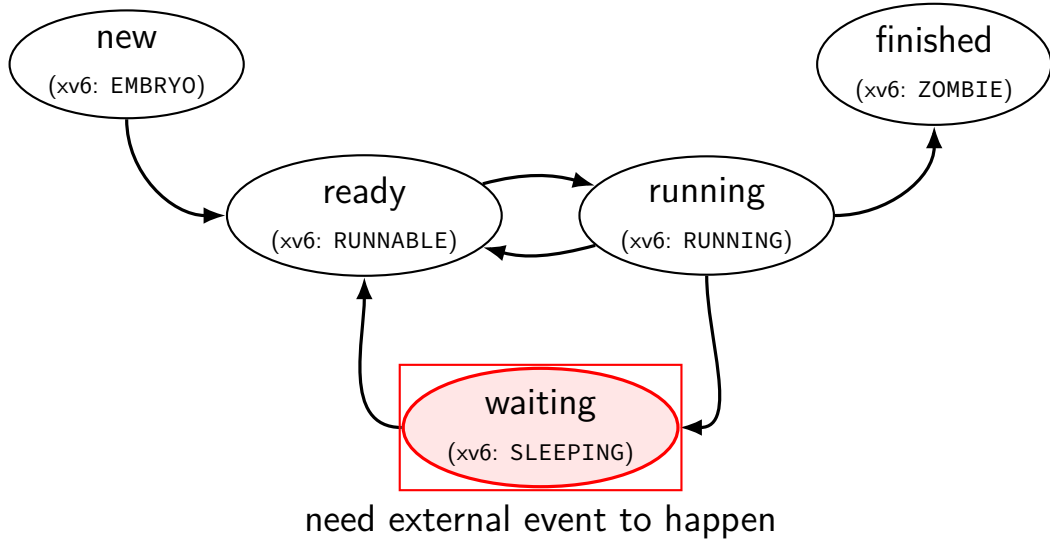 new
(xv6: EMBRYO)
finished
(xv6: ZOMBIE)
ready
(xv6: RUNNABLE)
running
(xv6: RUNNING)
waiting
(xv6: SLEEPING)
need external event to happen